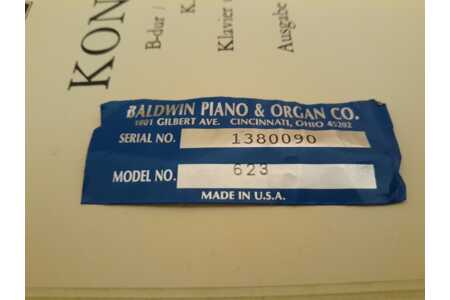 KON
B-dur /
K.
Klavier
Ausgabe
BALDWIN PIANO & ORGAN CO.
1801 GILBERT AVE. CINCINNATI, OHIO 45202
SERIAL NO. 1380090
MODEL NO. 623
MADE IN U.S.A.